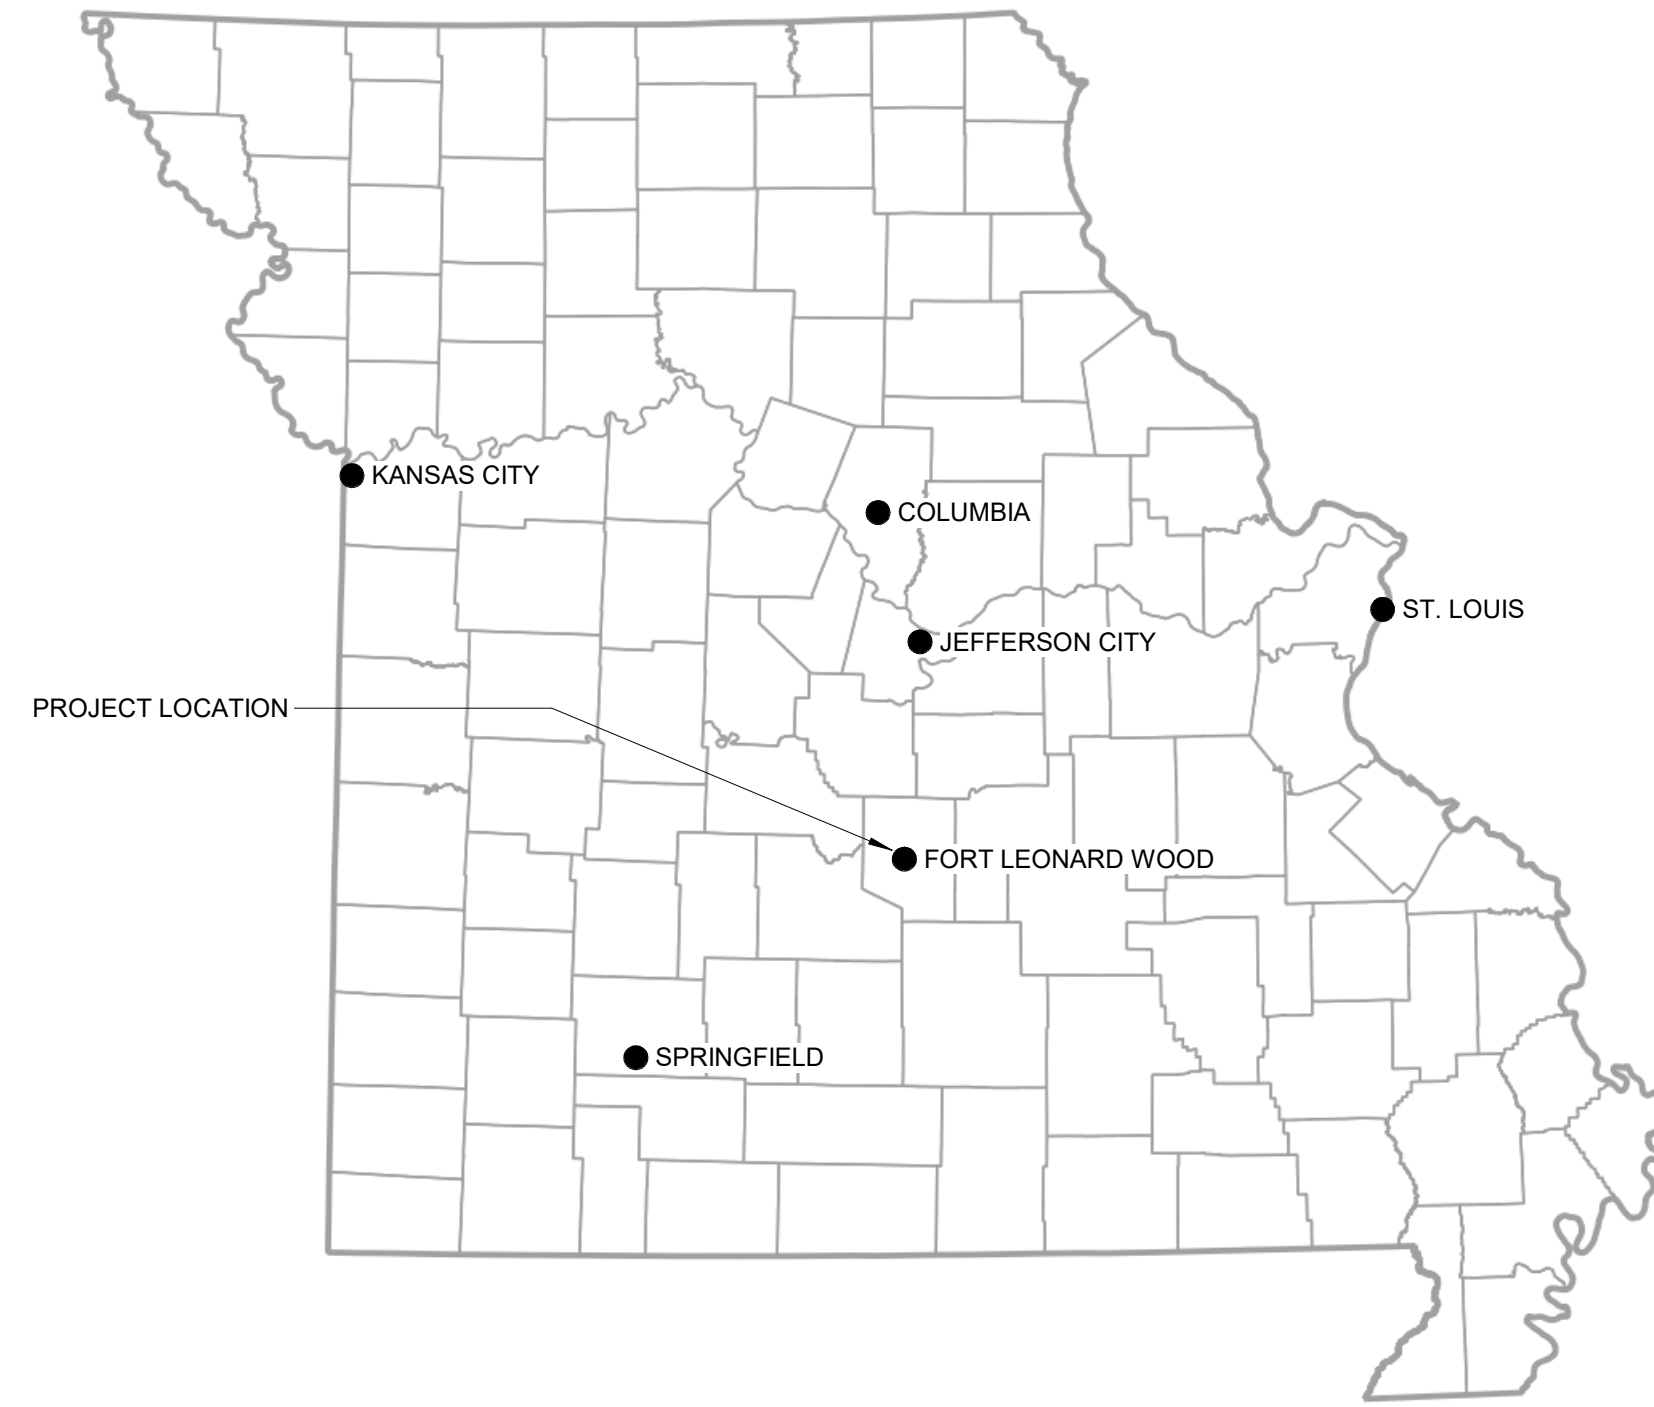 KANSAS CITY
COLUMBIA
ST. LOUIS
JEFFERSON CITY
PROJECT LOCATION
FORT LEONARD WOOD
SPRINGFIELD